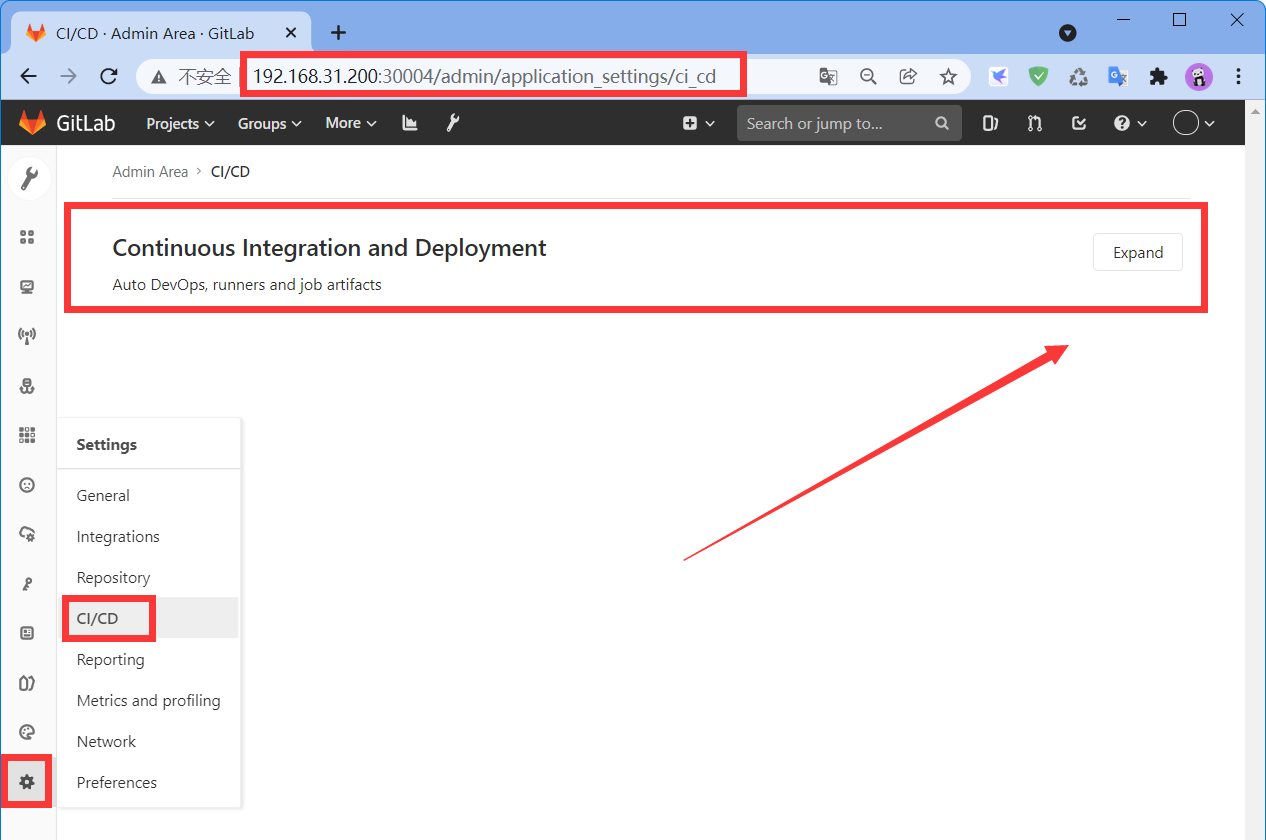 CI/CD · Admin Area · GitLab
不安全 192.168.31.200:30004/admin/application_settings/ci_cd
GitLab Projects Groups More Search or jump to...
Admin Area › CI/CD
Continuous Integration and Deployment
Expand
Auto DevOps, runners and job artifacts
Settings
General
Integrations
Repository
CI/CD
Reporting
Metrics and profiling
Network
Preferences